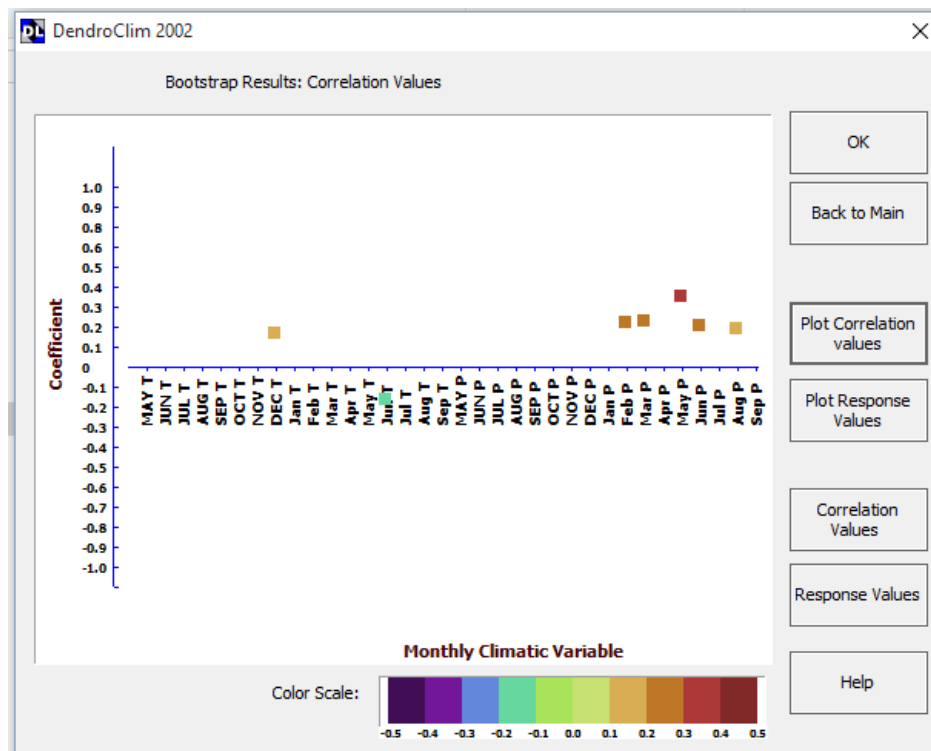 DendroClim 2002
Bootstrap Results: Correlation Values
OK
Back to Main
Plot Correlation
values
Plot Response
Values
Correlation
Values
Response Values
Help
Coefficient
1.0
0.9
0.8
0.7
0.6
0.5
0.4
0.3
0.2
0.1
0
-0.1
-0.2
-0.3
-0.4
-0.5
-0.6
-0.7
-0.8
-0.9
-1.0
MAY T
JUN T
JUL T
AUG T
SEP T
OCT T
NOV T
DEC T
Jan T
Feb T
Mar T
Apr T
May T
Jun T
Jul T
Aug T
Sep T
MAY P
JUN P
JUL P
AUG P
SEP P
OCT P
NOV P
DEC P
Jan P
Feb P
Mar P
Apr P
May P
Jun P
Jul P
Aug P
Sep P
Monthly Climatic Variable
Color Scale:
-0.5 -0.4 -0.3 -0.2 -0.1 0.0 0.1 0.2 0.3 0.4 0.5